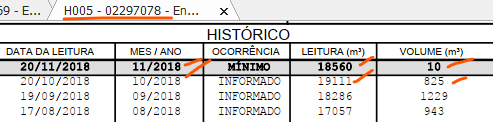 59 - E H005 - 02297078 - En... ×
HISTÓRICO
DATA DA LEITURA MES / ANO OCORRÊNCIA LEITURA (m³) VOLUME (m³)
20/11/2018 11/2018 MÍNIMO 18560 10
20/10/2018 10/2018 INFORMADO 19111 825
19/09/2018 09/2018 INFORMADO 18286 1229
17/08/2018 08/2018 INFORMADO 17057 943